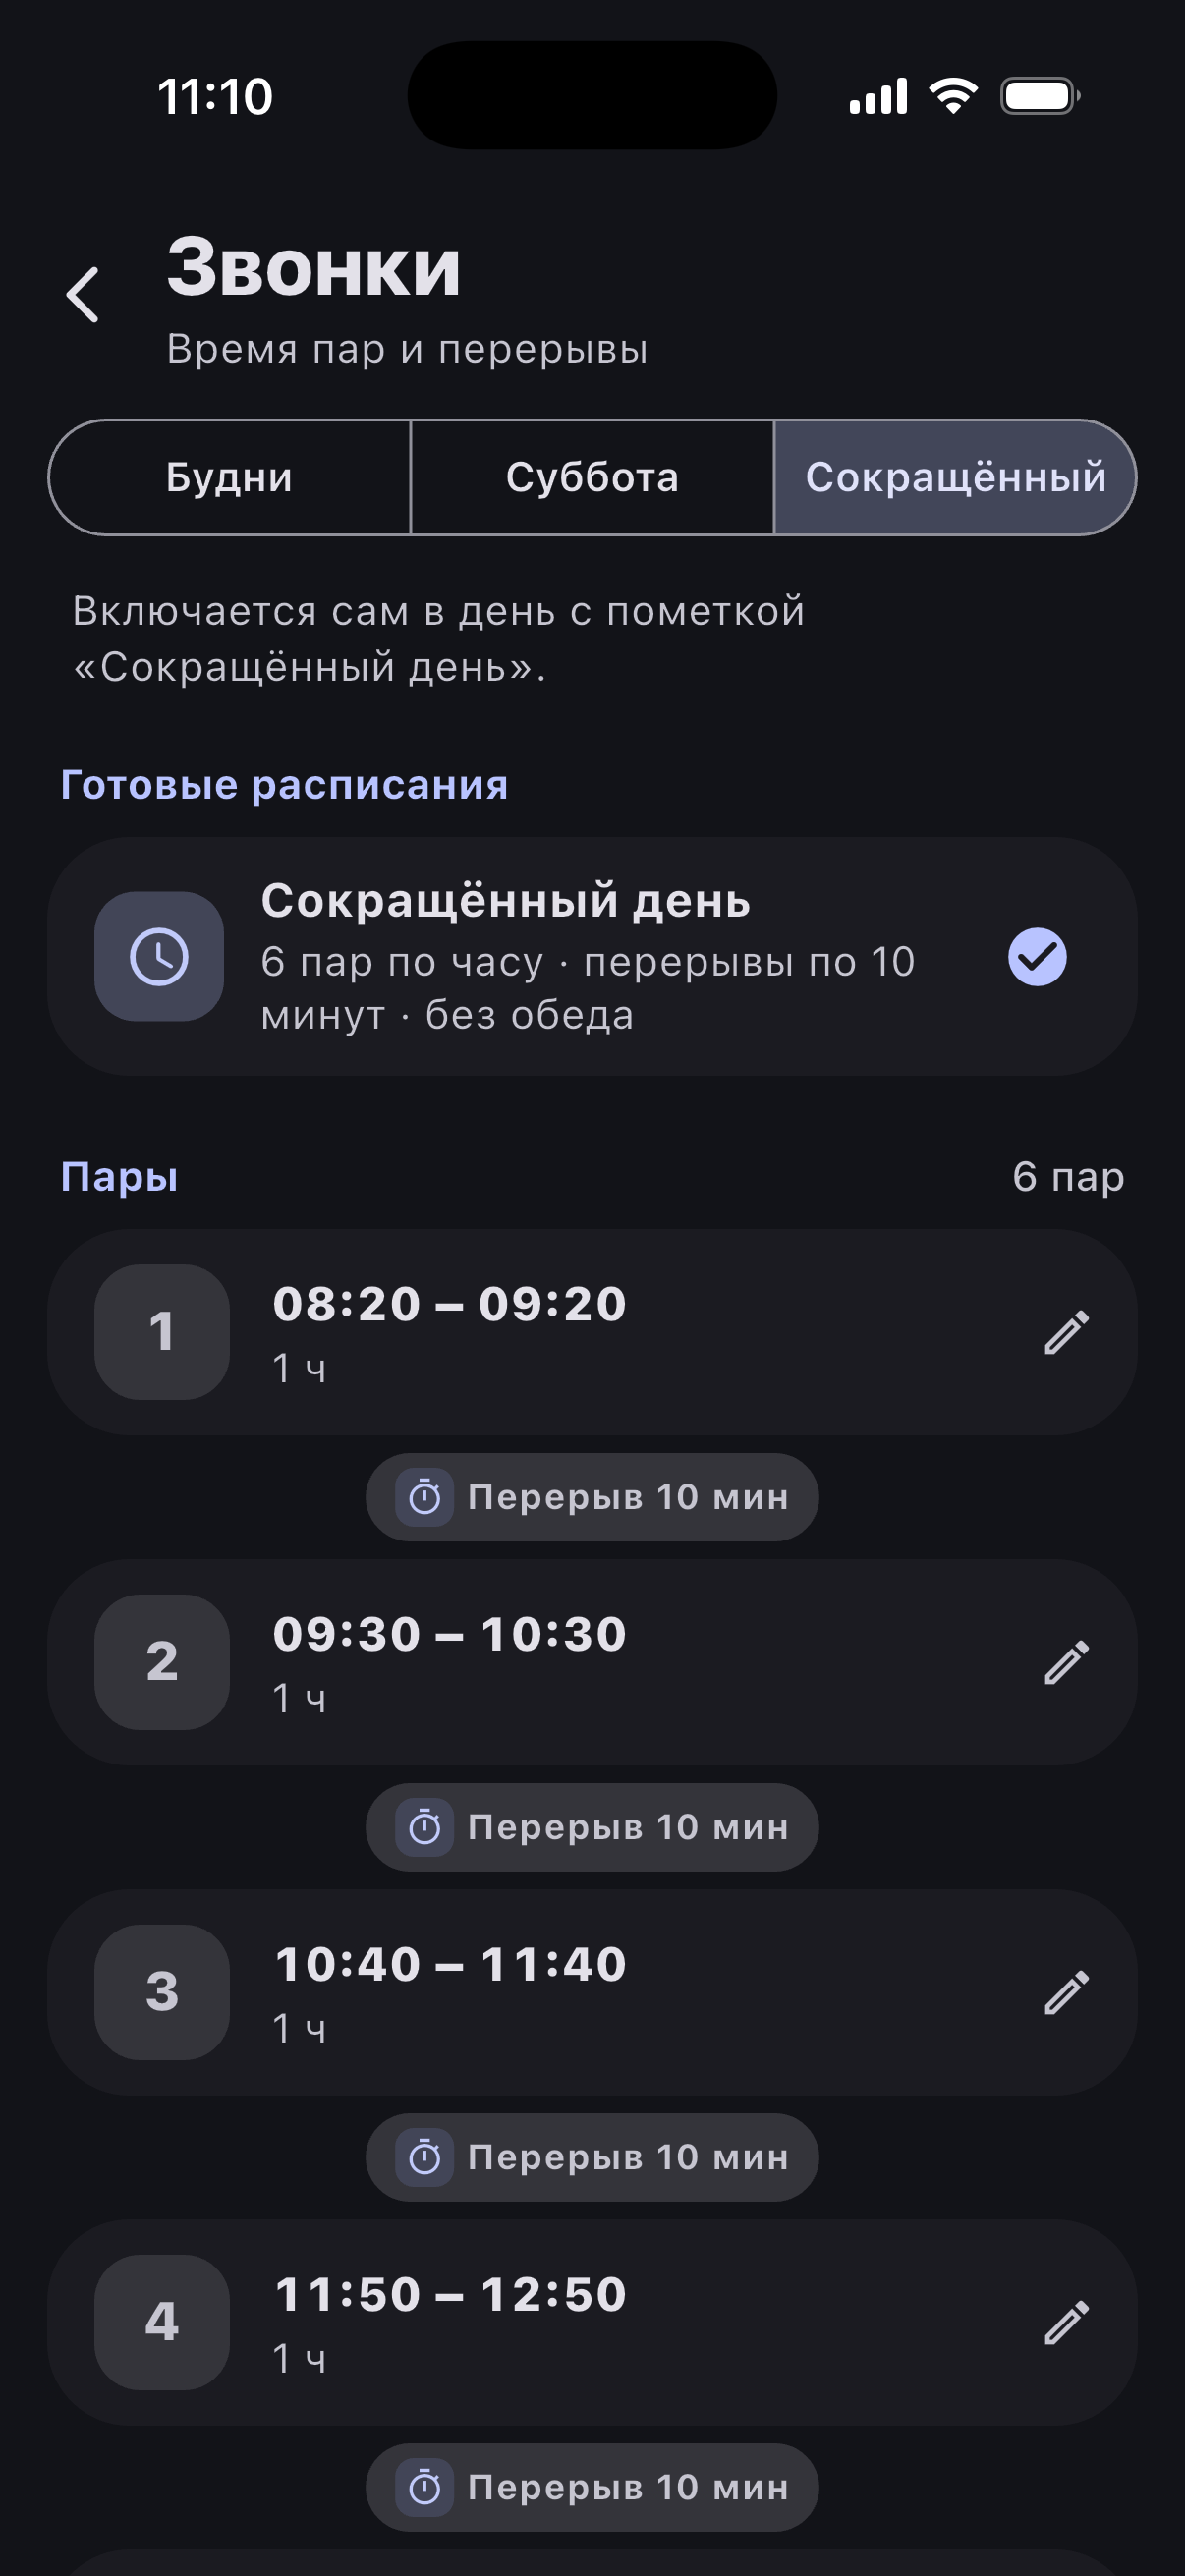 11:10
Звонки
Время пар и перерывы
Будни
Суббота
Сокращённый
Включается сам в день с пометкой
«Сокращённый день».
Готовые расписания
Сокращённый день
6 пар по часу · перерывы по 10
минут · без обеда
Пары
6 пар
1
08:20 – 09:20
1 ч
Перерыв 10 мин
2
09:30 – 10:30
1 ч
Перерыв 10 мин
3
10:40 – 11:40
1 ч
Перерыв 10 мин
4
11:50 – 12:50
1 ч
Перерыв 10 мин